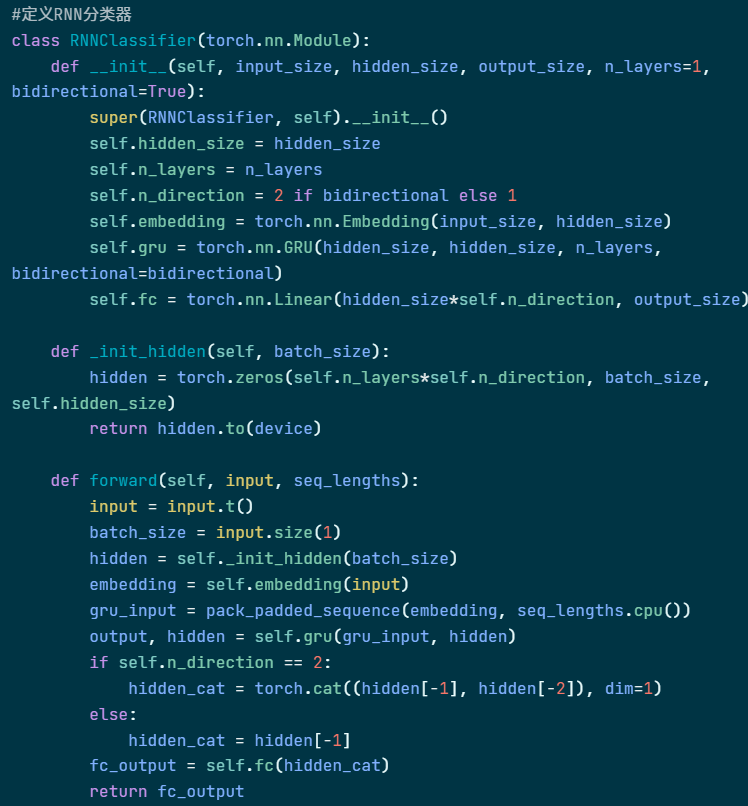 #定义RNN分类器
class RNNClassifier(torch.nn.Module):
    def __init__(self, input_size, hidden_size, output_size, n_layers=1,
bidirectional=True):
        super(RNNClassifier, self).__init__()
        self.hidden_size = hidden_size
        self.n_layers = n_layers
        self.n_direction = 2 if bidirectional else 1
        self.embedding = torch.nn.Embedding(input_size, hidden_size)
        self.gru = torch.nn.GRU(hidden_size, hidden_size, n_layers,
bidirectional=bidirectional)
        self.fc = torch.nn.Linear(hidden_size*self.n_direction, output_size)

    def _init_hidden(self, batch_size):
        hidden = torch.zeros(self.n_layers*self.n_direction, batch_size,
self.hidden_size)
        return hidden.to(device)

    def forward(self, input, seq_lengths):
        input = input.t()
        batch_size = input.size(1)
        hidden = self._init_hidden(batch_size)
        embedding = self.embedding(input)
        gru_input = pack_padded_sequence(embedding, seq_lengths.cpu())
        output, hidden = self.gru(gru_input, hidden)
        if self.n_direction == 2:
            hidden_cat = torch.cat((hidden[-1], hidden[-2]), dim=1)
        else:
            hidden_cat = hidden[-1]
        fc_output = self.fc(hidden_cat)
        return fc_output